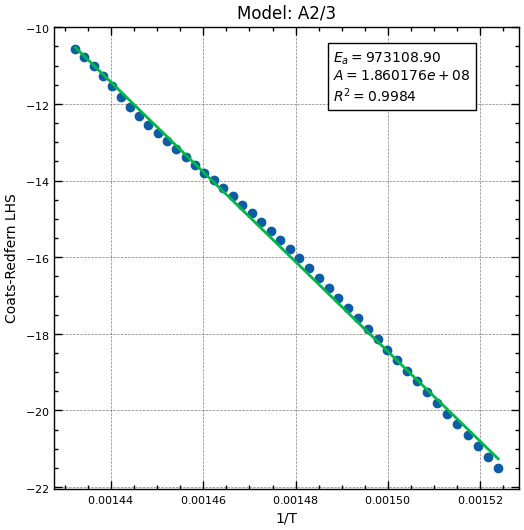 Model: A2/3
E_a = 973108.90
A = 1.860176e + 08
R² = 0.9984
Coats-Redfern LHS
−10
−12
−14
−16
−18
−20
−22
0.00144 0.00146 0.00148 0.00150 0.00152
1/T